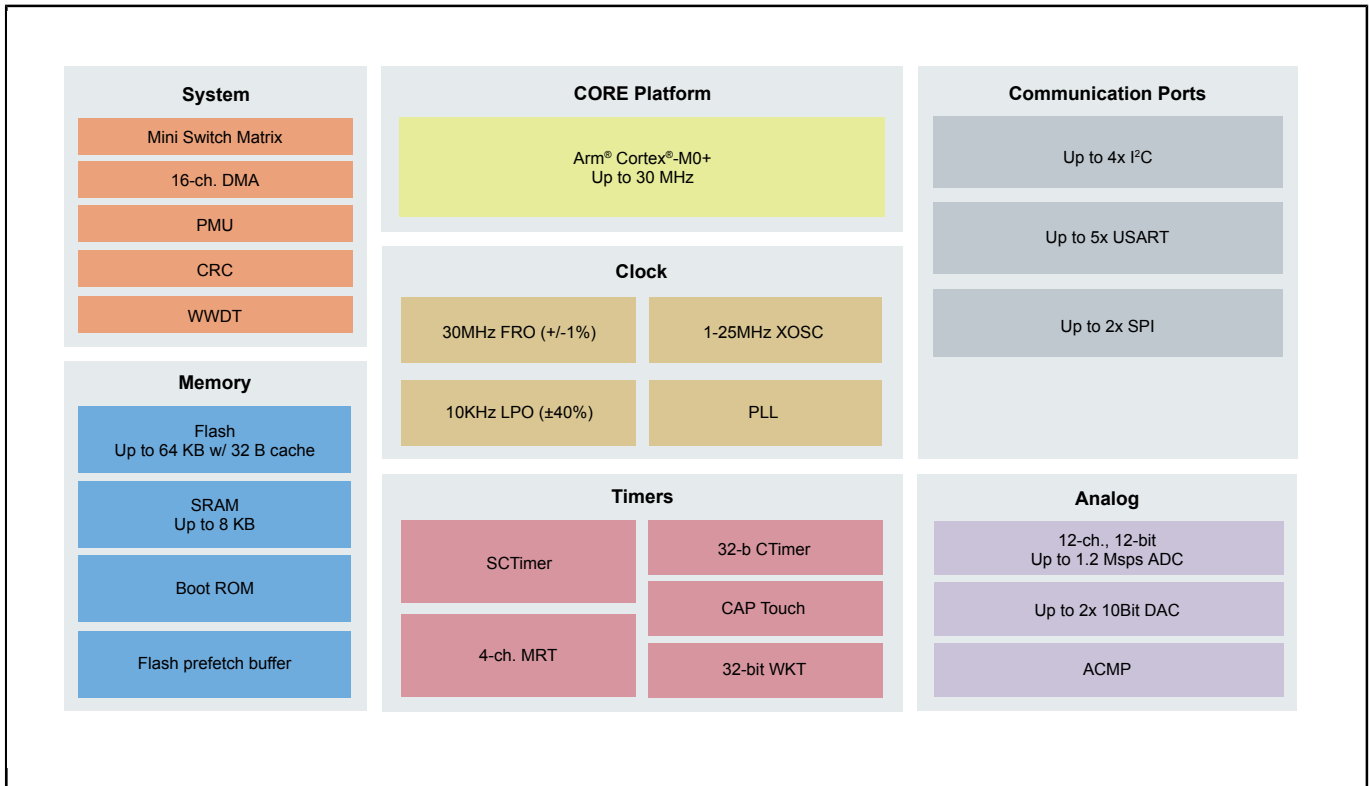 System
Mini Switch Matrix
16-ch. DMA
PMU
CRC
WWDT
Memory
Flash
Up to 64 KB w/ 32 B cache
SRAM
Up to 8 KB
Boot ROM
Flash prefetch buffer
CORE Platform
Arm® Cortex®-M0+
Up to 30 MHz
Clock
30MHz FRO (+/-1%)
1-25MHz XOSC
10KHz LPO (±40%)
PLL
Timers
SCTimer
4-ch. MRT
32-b CTimer
CAP Touch
32-bit WKT
Communication Ports
Up to 4x I²C
Up to 5x USART
Up to 2x SPI
Analog
12-ch., 12-bit
Up to 1.2 Msps ADC
Up to 2x 10Bit DAC
ACMP